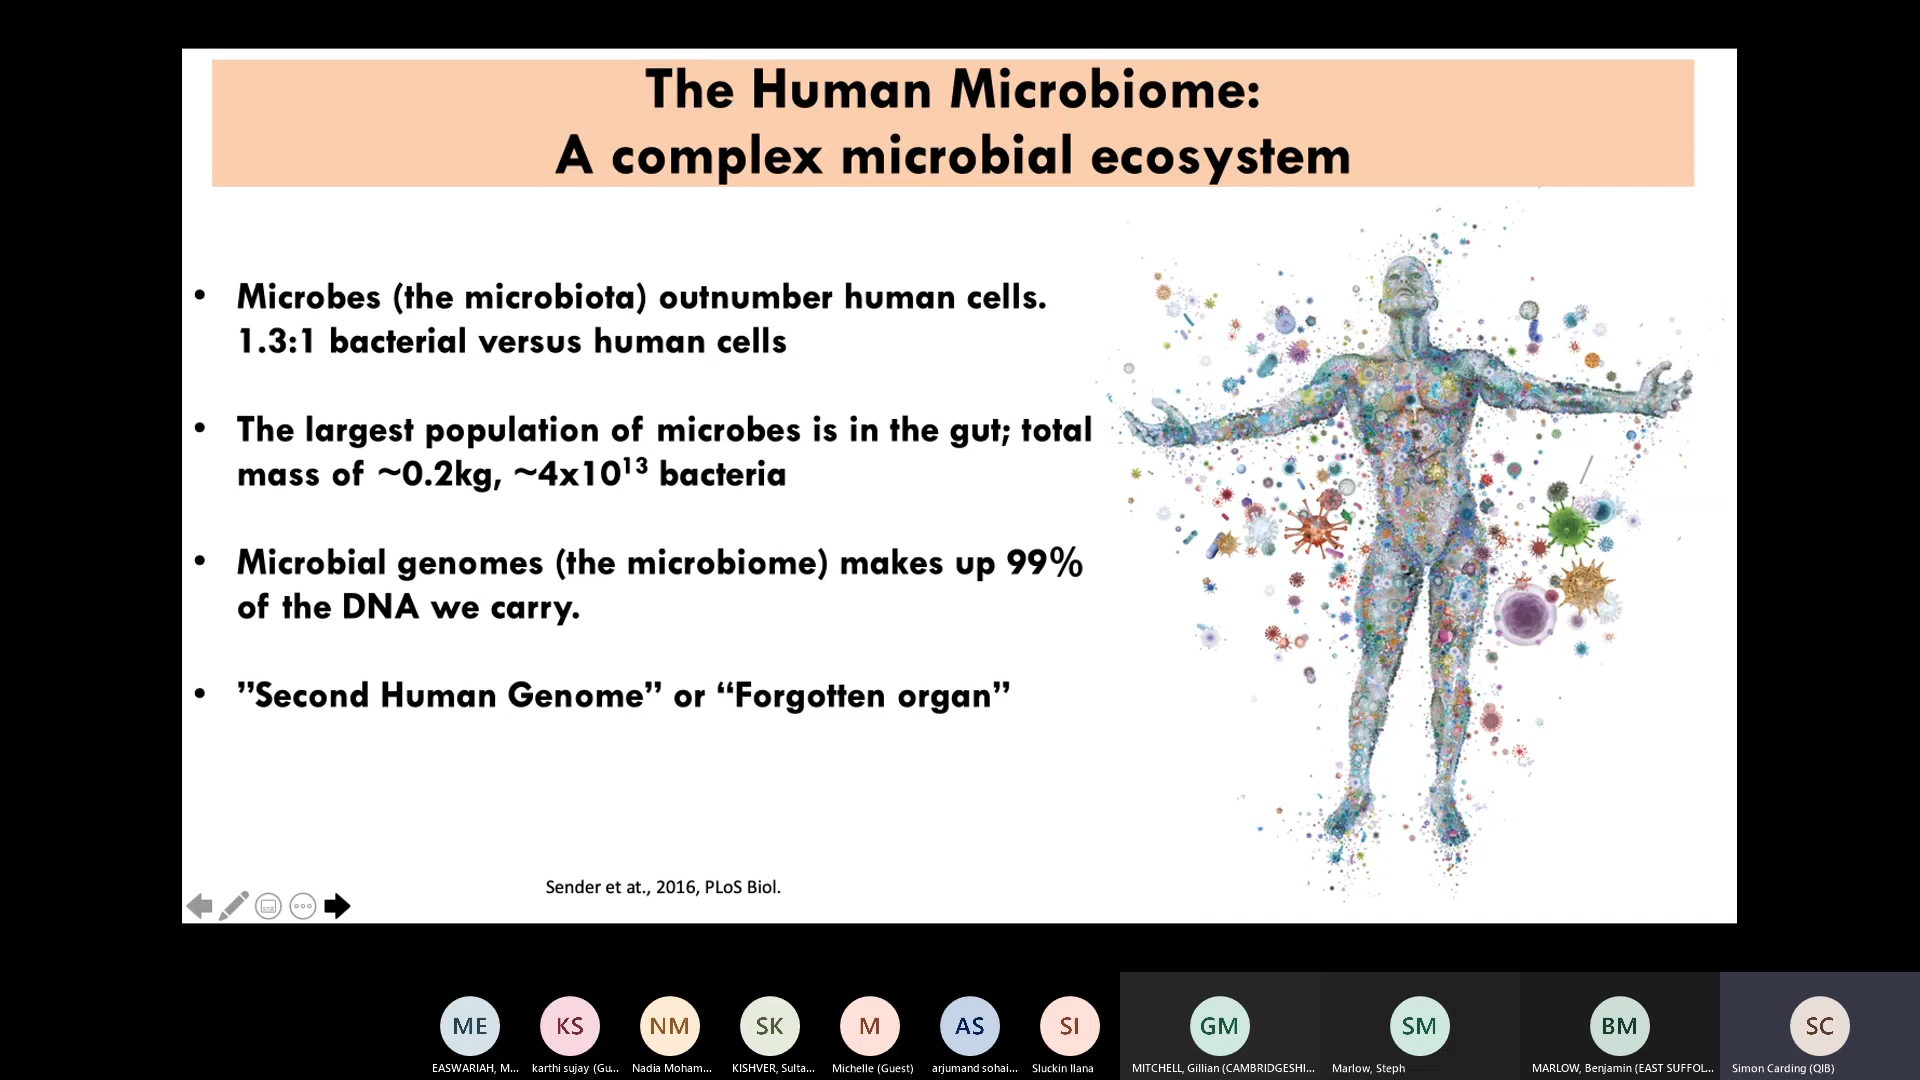 The Human Microbiome:
A complex microbial ecosystem
• Microbes (the microbiota) outnumber human cells.
1.3:1 bacterial versus human cells
• The largest population of microbes is in the gut; total
mass of ~0.2kg, ~4x10¹³ bacteria
• Microbial genomes (the microbiome) makes up 99%
of the DNA we carry.
• ”Second Human Genome” or “Forgotten organ”
Sender et at., 2016, PLoS Biol.
ME KS NM SK M AS SI GM SM BM SC
EASWARIAH, M... karthi sujay (Gu... Nadia Moham... KISHVER, Sulta... Michelle (Guest) arjumand sohai... Sluckin Ilana MITCHELL, Gillian (CAMBRIDGESHI... Marlow, Steph MARLOW, Benjamin (EAST SUFFOL... Simon Carding (QIB)